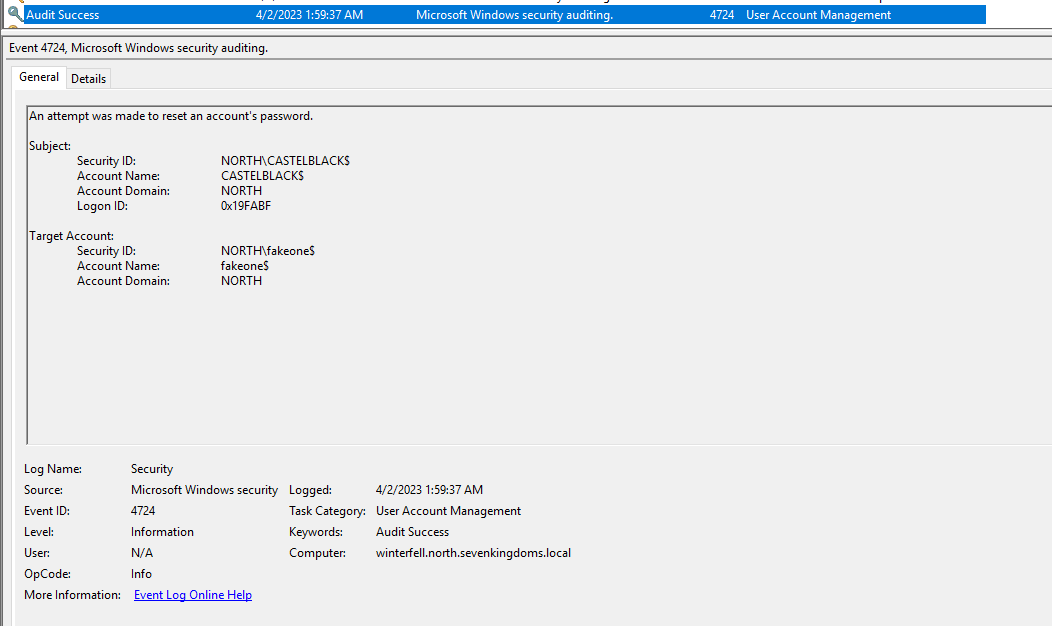 Audit Success 4/2/2023 1:59:37 AM Microsoft Windows security auditing. 4724 User Account Management
Event 4724, Microsoft Windows security auditing.
General Details
An attempt was made to reset an account's password.
Subject:
Security ID: NORTH\CASTELBLACK$
Account Name: CASTELBLACK$
Account Domain: NORTH
Logon ID: 0x19FABF
Target Account:
Security ID: NORTH\fakeone$
Account Name: fakeone$
Account Domain: NORTH
Log Name: Security
Source: Microsoft Windows security Logged: 4/2/2023 1:59:37 AM
Event ID: 4724 Task Category: User Account Management
Level: Information Keywords: Audit Success
User: N/A Computer: winterfell.north.sevenkingdoms.local
OpCode: Info
More Information: Event Log Online Help